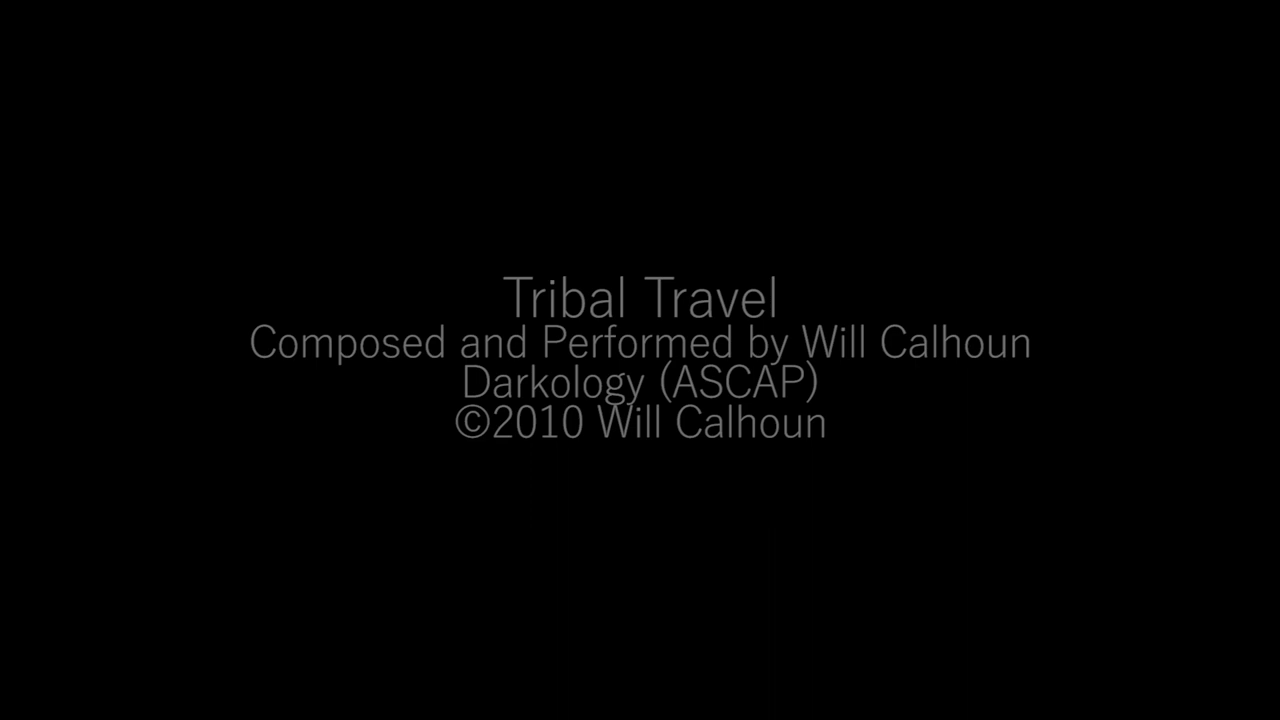 Tribal Travel
Composed and Performed by Will Calhoun
Darkology (ASCAP)
©2010 Will Calhoun